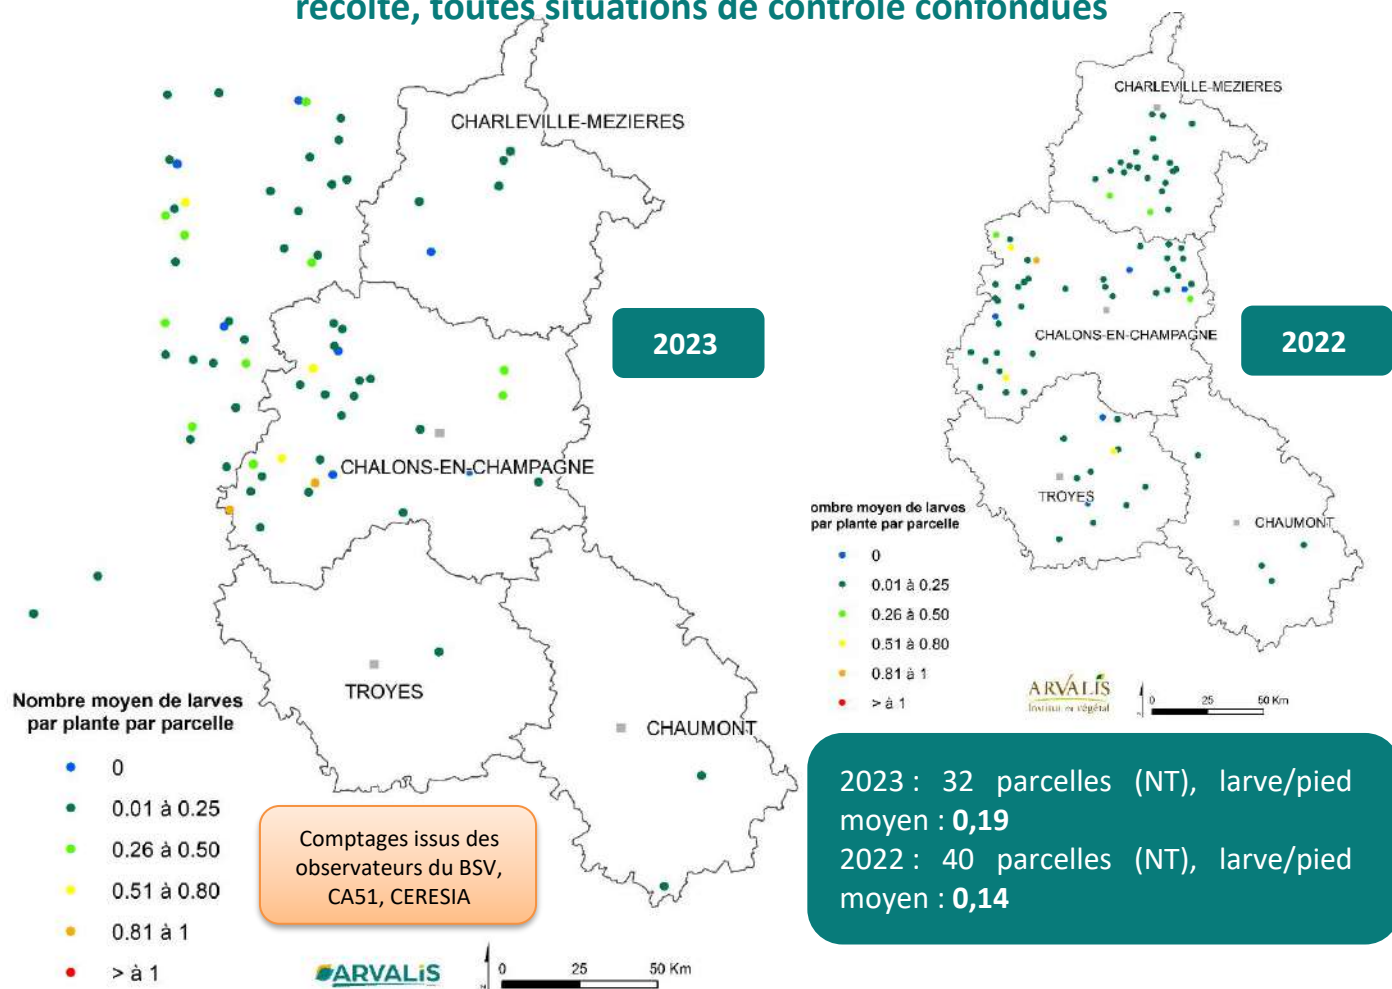 récolte, toutes situations de contrôle confondues
CHARLEVILLE-MEZIERES
CHALONS-EN-CHAMPAGNE
TROYES
CHAUMONT
2023
Nombre moyen de larves
par plante par parcelle
0
0.01 à 0.25
0.26 à 0.50
0.51 à 0.80
0.81 à 1
> à 1
Comptages issus des
observateurs du BSV,
CA51, CERESIA
ARVALIS
0 25 50 Km
CHARLEVILLE-MEZIERES
CHALONS-EN-CHAMPAGNE
TROYES
CHAUMONT
2022
ombre moyen de larves
par plante par parcelle
0
0.01 à 0.25
0.26 à 0.50
0.51 à 0.80
0.81 à 1
> à 1
ARVALIS
Institut du végétal
0 25 50 Km
2023 : 32 parcelles (NT), larve/pied
moyen : 0,19
2022 : 40 parcelles (NT), larve/pied
moyen : 0,14